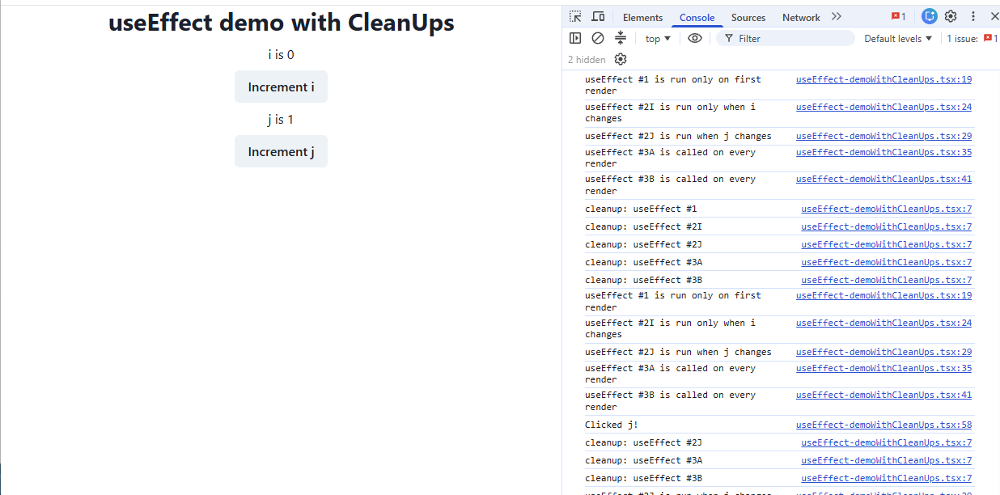 useEffect demo with CleanUps
i is 0
Increment i
j is 1
Increment j
Elements Console Sources Network 1
top Filter Default levels 1 issue: 1
2 hidden
useEffect #1 is run only on first useEffect-demoWithCleanUps.tsx:19
render
useEffect #2I is run only when i useEffect-demoWithCleanUps.tsx:24
changes
useEffect #2J is run when j changes useEffect-demoWithCleanUps.tsx:29
useEffect #3A is called on every useEffect-demoWithCleanUps.tsx:35
render
useEffect #3B is called on every useEffect-demoWithCleanUps.tsx:41
render
cleanup: useEffect #1 useEffect-demoWithCleanUps.tsx:7
cleanup: useEffect #2I useEffect-demoWithCleanUps.tsx:7
cleanup: useEffect #2J useEffect-demoWithCleanUps.tsx:7
cleanup: useEffect #3A useEffect-demoWithCleanUps.tsx:7
cleanup: useEffect #3B useEffect-demoWithCleanUps.tsx:7
useEffect #1 is run only on first useEffect-demoWithCleanUps.tsx:19
render
useEffect #2I is run only when i useEffect-demoWithCleanUps.tsx:24
changes
useEffect #2J is run when j changes useEffect-demoWithCleanUps.tsx:29
useEffect #3A is called on every useEffect-demoWithCleanUps.tsx:35
render
useEffect #3B is called on every useEffect-demoWithCleanUps.tsx:41
render
Clicked j! useEffect-demoWithCleanUps.tsx:58
cleanup: useEffect #2J useEffect-demoWithCleanUps.tsx:7
cleanup: useEffect #3A useEffect-demoWithCleanUps.tsx:7
cleanup: useEffect #3B useEffect-demoWithCleanUps.tsx:7